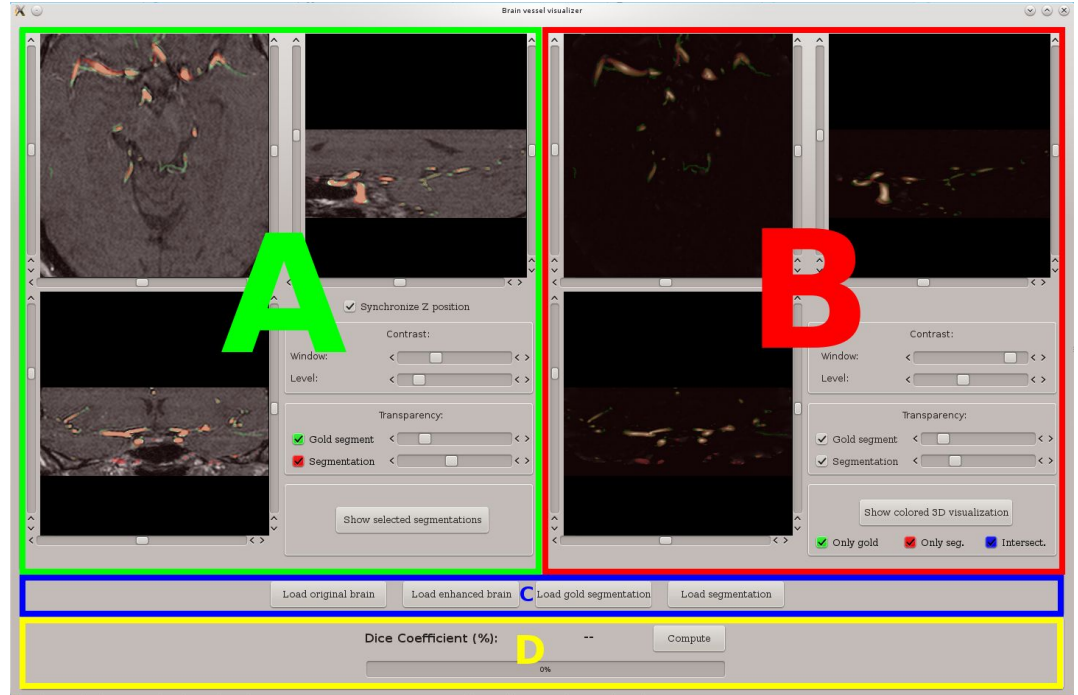 Brain vessel visualizer
A
B
Synchronize Z position
Contrast:
Window:
Level:
Transparency:
Gold segment
Segmentation
Show selected segmentations
Contrast:
Window:
Level:
Transparency:
Gold segment
Segmentation
Show colored 3D visualization
Only gold Only seg. Intersect.
Load original brain Load enhanced brain C Load gold segmentation Load segmentation
Dice Coefficient (%): -- Compute
D
0%